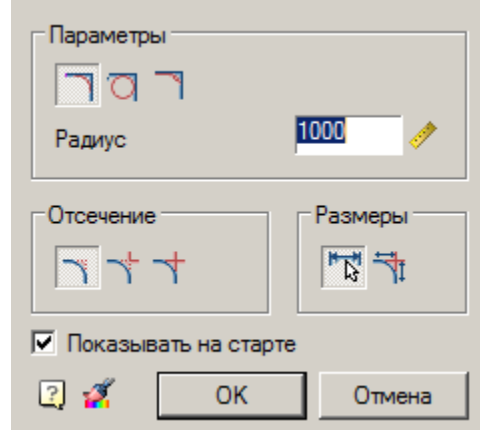 Параметры
Радиус 1000
Отсечение Размеры
Показывать на старте
? OK Отмена